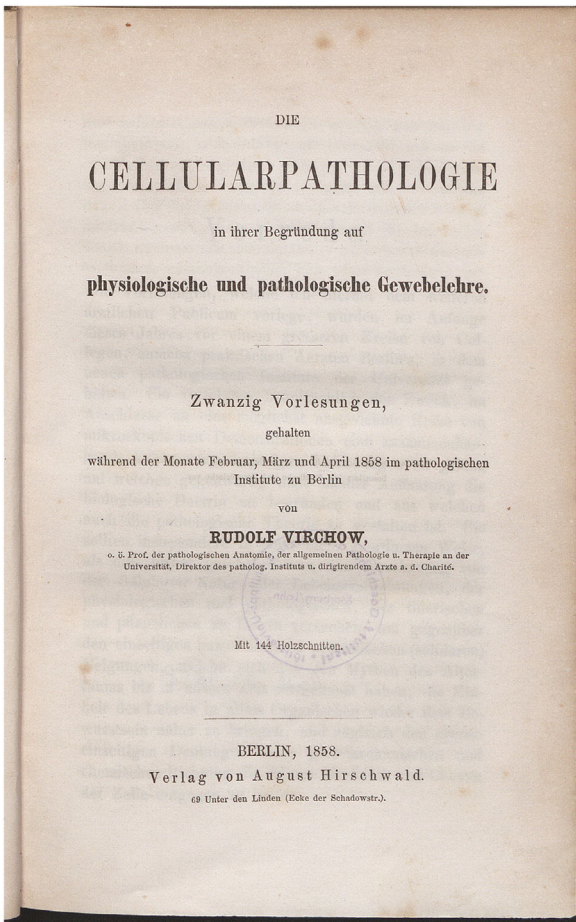 DIE
CELLULARPATHOLOGIE
in ihrer Begründung auf
physiologische und pathologische Gewebelehre.
Zwanzig Vorlesungen,
gehalten
während der Monate Februar, März und April 1858 im pathologischen
Institute zu Berlin
von
RUDOLF VIRCHOW,
o. ö. Prof. der pathologischen Anatomie, der allgemeinen Pathologie u. Therapie an der
Universität, Director des patholog. Instituts u. dirigirendem Arzte a. d. Charité.
Mit 144 Holzschnitten.
BERLIN, 1858.
Verlag von August Hirschwald.
69 Unter den Linden (Ecke der Schadowstr.).